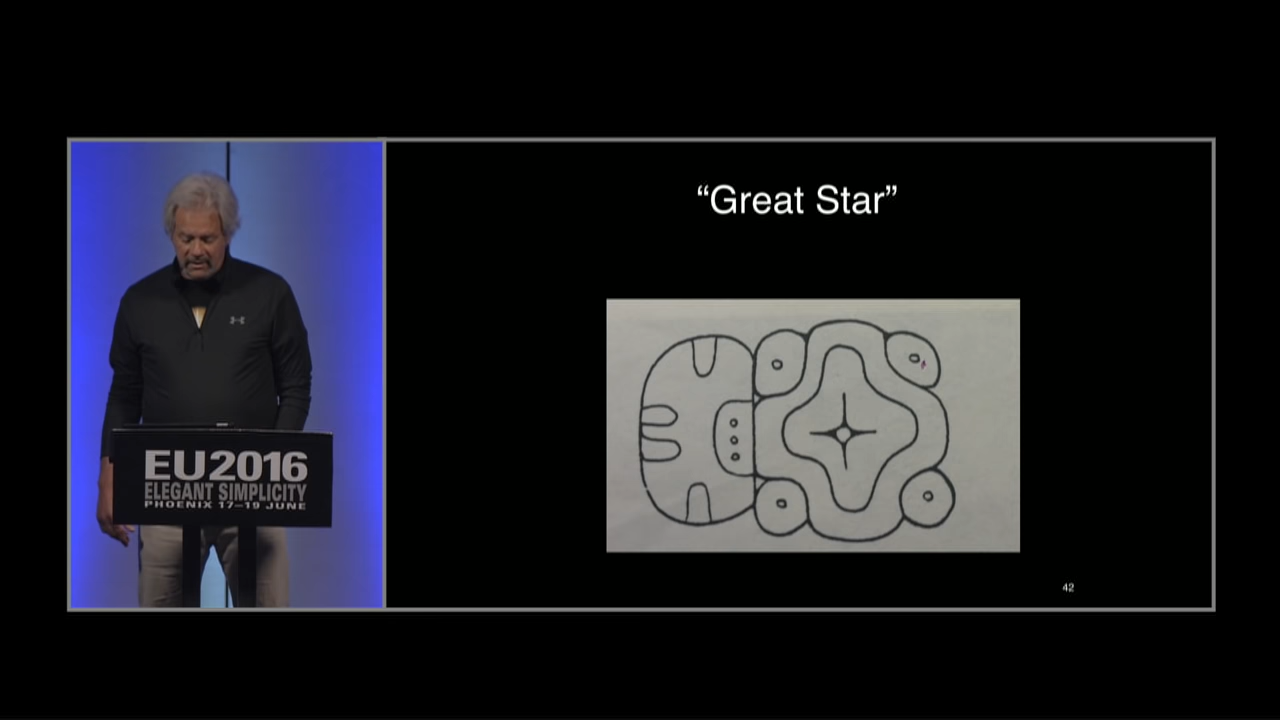 “Great Star”
EU2016
ELEGANT SIMPLICITY
PHOENIX 17–19 JUNE
42